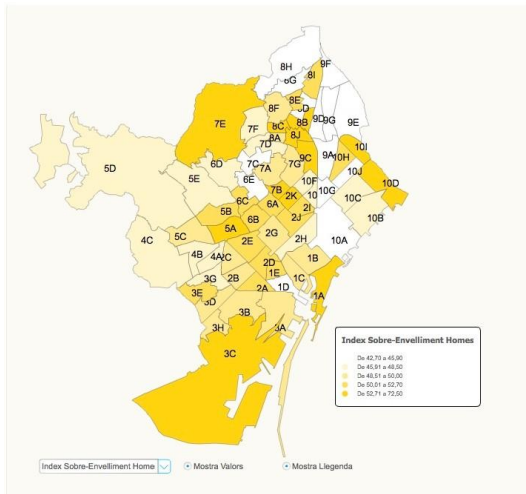 8H
9F
8G
8I
8E
8F
8D
7E
8C
8B
9D
9G
9E
7F
8A
8J
7D
10I
5D
6D
7C
7A
7G
9C
9A
10H
5E
6E
10F
10J
10D
7B
2K
10
10G
6C
6A
2I
10C
5B
6B
2J
10B
5C
5A
2G
4C
2E
2H
10A
4B
4A
2C
2D
1B
3G
2B
1E
1C
3E
2A
1D
1A
3D
3B
3H
3A
3C
Index Sobre-Envelliment Homes
De 42,70 a 45,90
De 45,91 a 48,50
De 48,51 a 50,00
De 50,01 a 52,70
De 52,71 a 72,50
Index Sobre-Envelliment Home
Mostra Valors
Mostra Llegenda